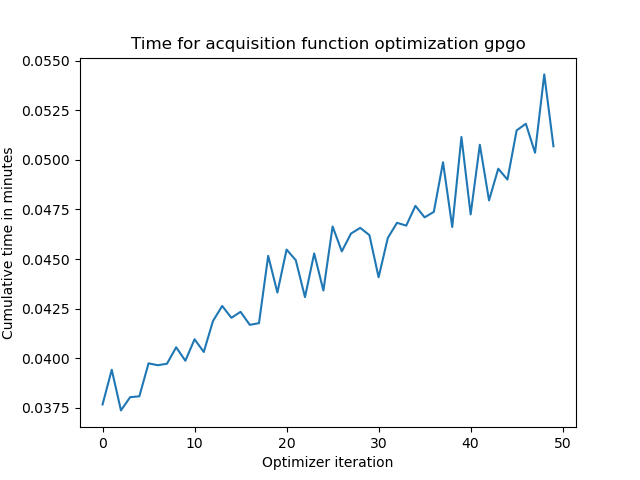 Time for acquisition function optimization gpgo
Cumulative time in minutes
0.0550
0.0525
0.0500
0.0475
0.0450
0.0425
0.0400
0.0375
0 10 20 30 40 50
Optimizer iteration